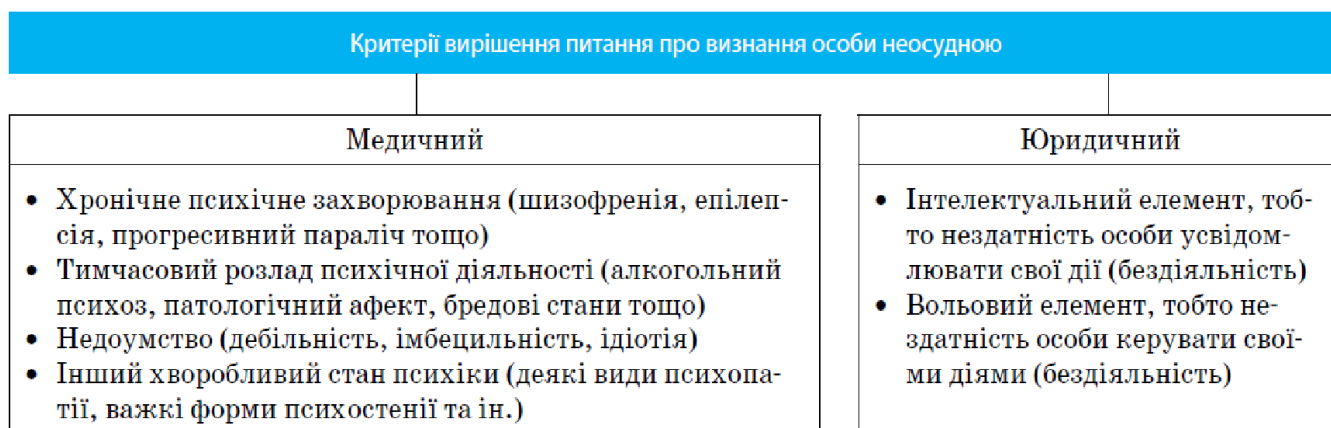 Критерії вирішення питання про визнання особи неосудною
Медичний
• Хронічне психічне захворювання (шизофренія, епілеп-
сія, прогресивний параліч тощо)
• Тимчасовий розлад психічної діяльності (алкогольний
психоз, патологічний афект, бредові стани тощо)
• Недоумство (дебільність, імбецильність, ідіотія)
• Інший хворобливий стан психіки (деякі види психопа-
тії, важкі форми психостенії та ін.)
Юридичний
• Інтелектуальний елемент, тоб-
то нездатність особи усвідом-
лювати свої дії (бездіяльність)
• Вольовий елемент, тобто не-
здатність особи керувати свої-
ми діями (бездіяльність)